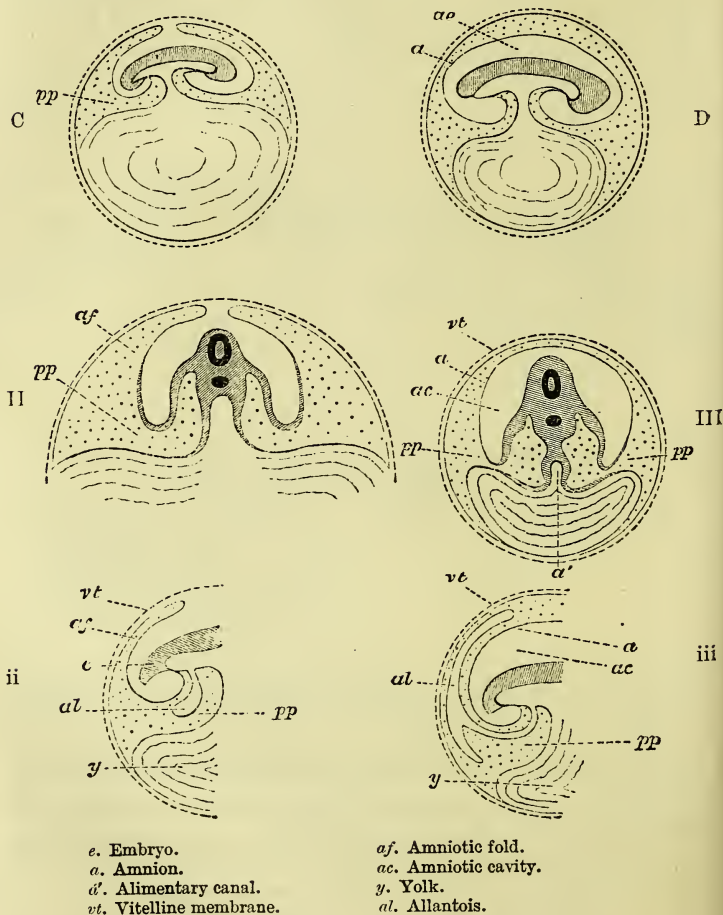 ac
a
pp
C
D
af
pp
II
vt
a
ac
III
pp
pp
a'
vt
af
e
ii
al
pp
y
vt
a
ac
iii
al
pp
y
e. Embryo.
a. Amnion.
a'. Alimentary canal.
vt. Vitelline membrane.
af. Amniotic fold.
ac. Amniotic cavity.
y. Yolk.
al. Allantois.